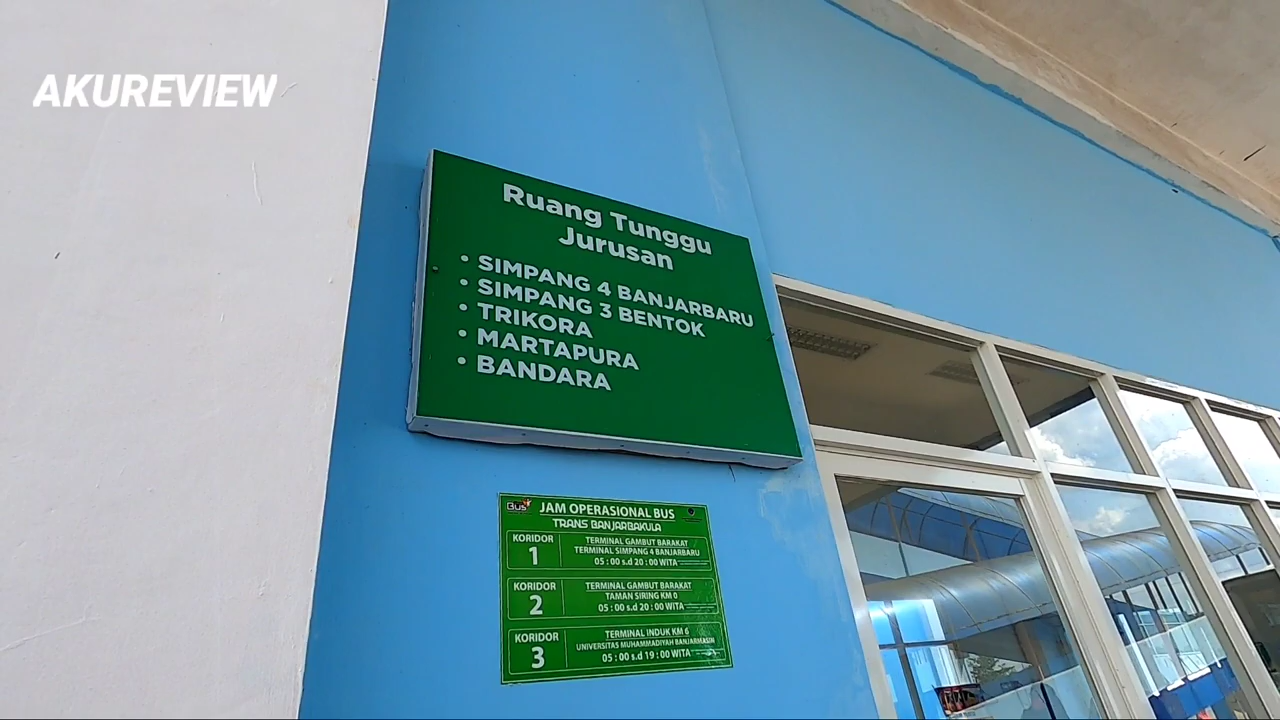 AKUREVIEW
Ruang Tunggu
Jurusan
• SIMPANG 4 BANJARBARU
• SIMPANG 3 BENTOK
• TRIKORA
• MARTAPURA
• BANDARA
Bus
JAM OPERASIONAL BUS
TRANS BANJARBAKULA
KORIDOR
1
TERMINAL GAMBUT BARAKAT
TERMINAL SIMPANG 4 BANJARBARU
05 : 00 s.d 20 : 00 WITA
KORIDOR
2
TERMINAL GAMBUT BARAKAT
TAMAN SIRING KM 0
05 : 00 s.d 20 : 00 WITA
KORIDOR
3
TERMINAL INDUK KM 6
UNIVERSITAS MUHAMMADIYAH BANJARMASIN
05 : 00 s.d 19 : 00 WITA